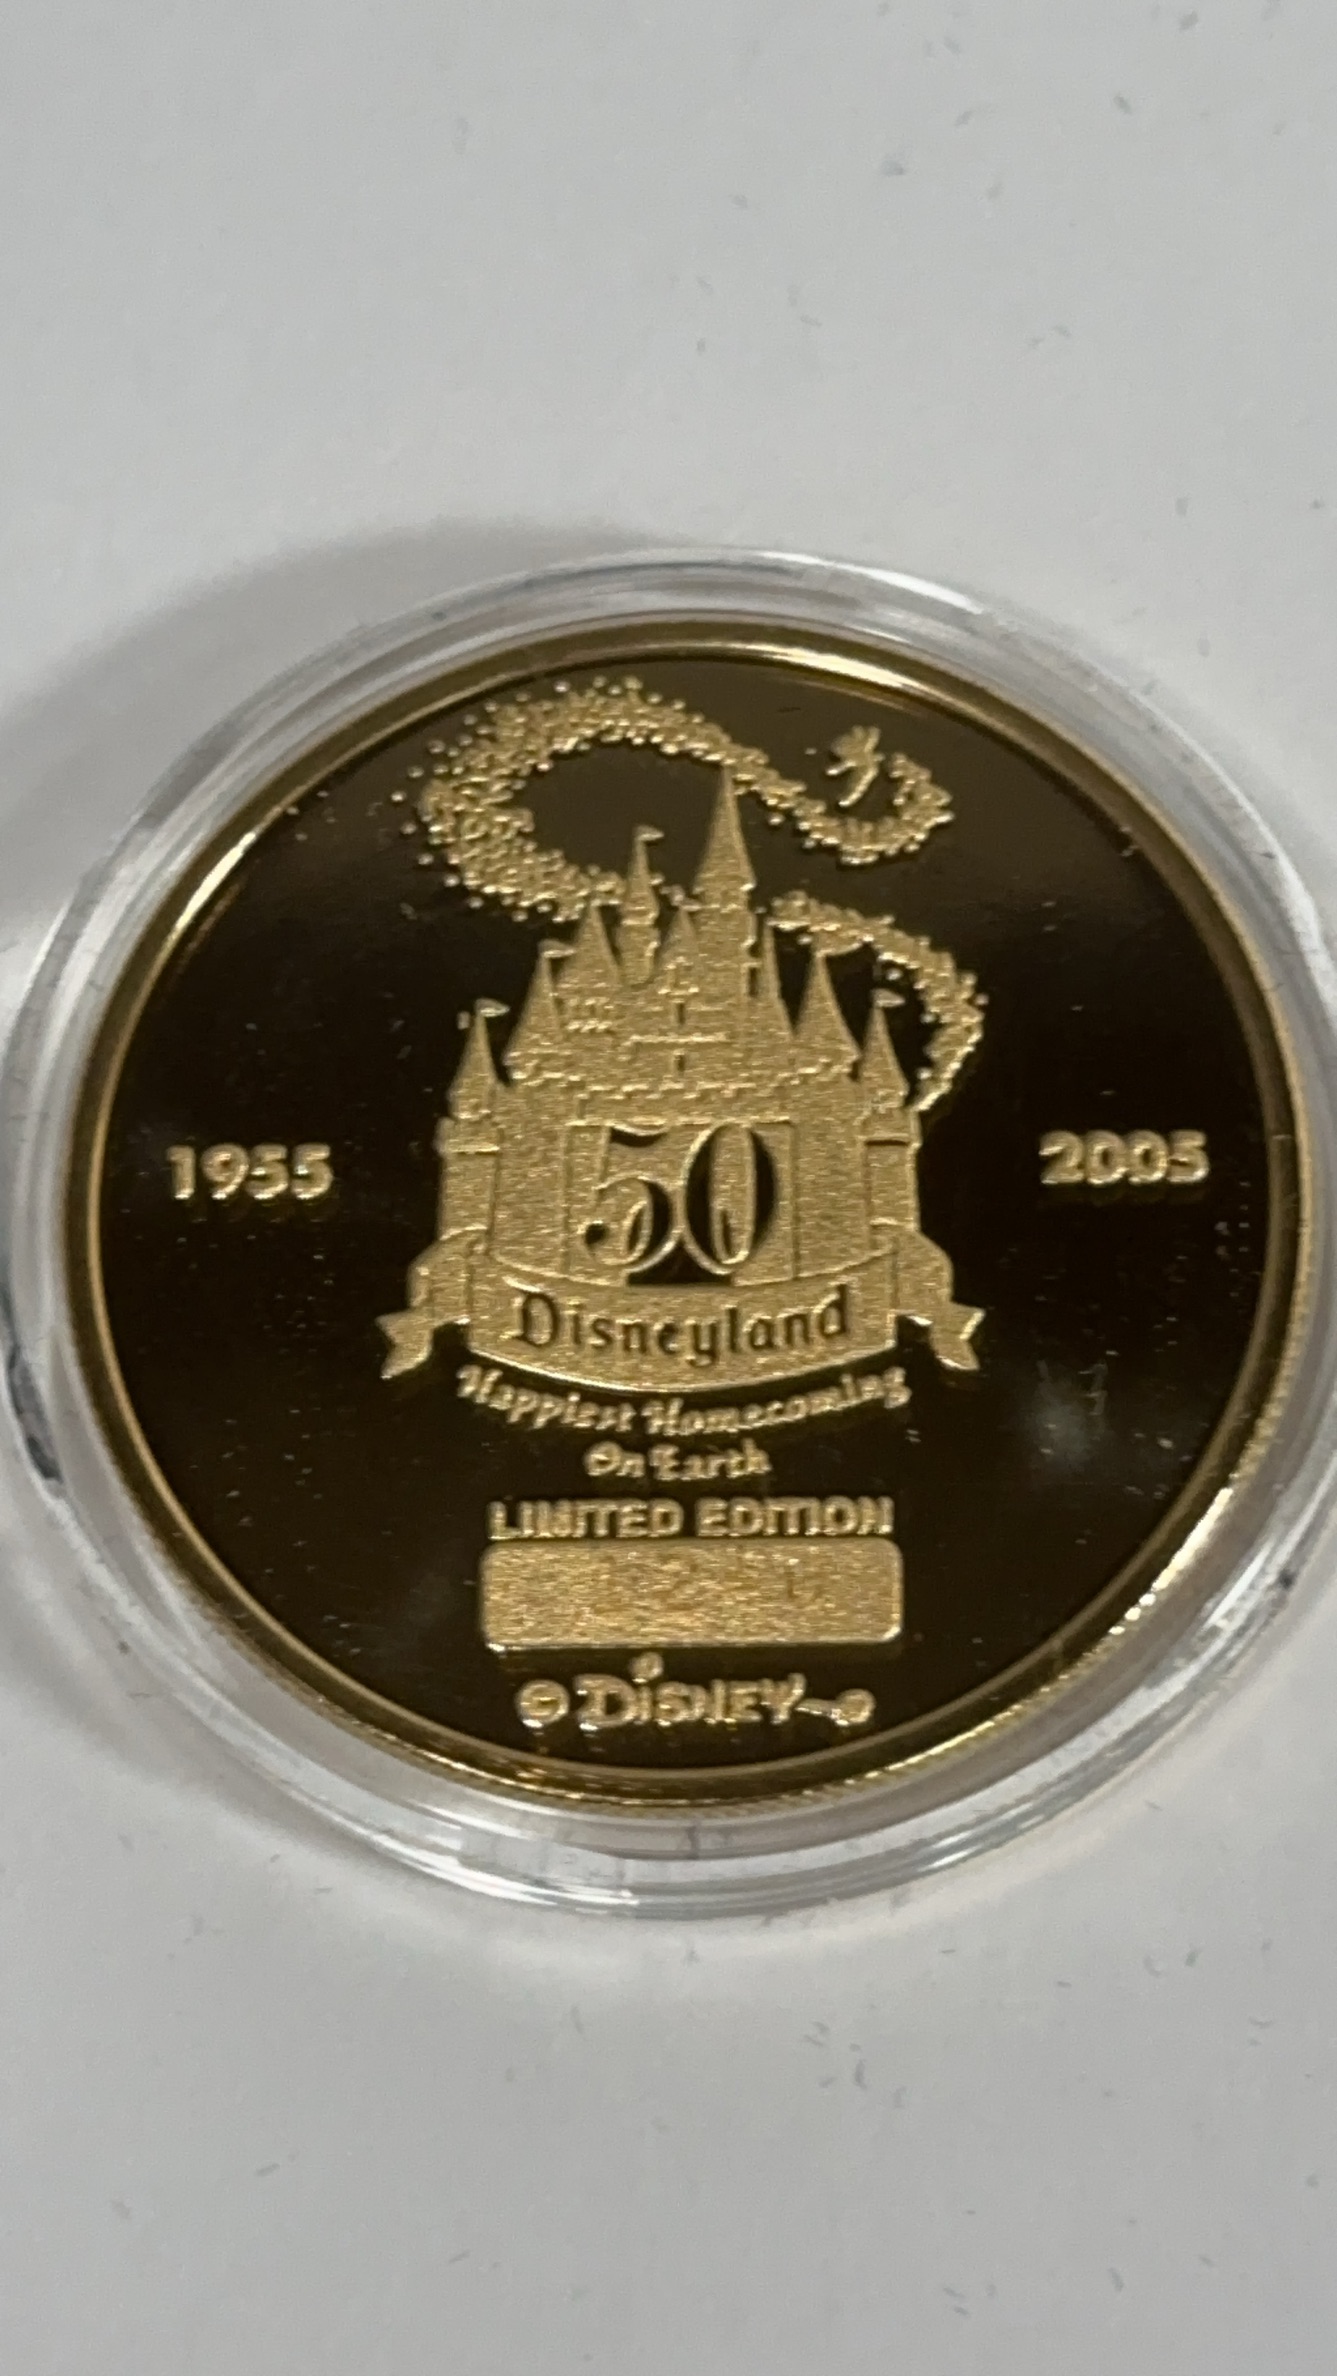 1955
2005
50
Disneyland
Happiest Homecoming
On Earth
LIMITED EDITION
© DISNEY